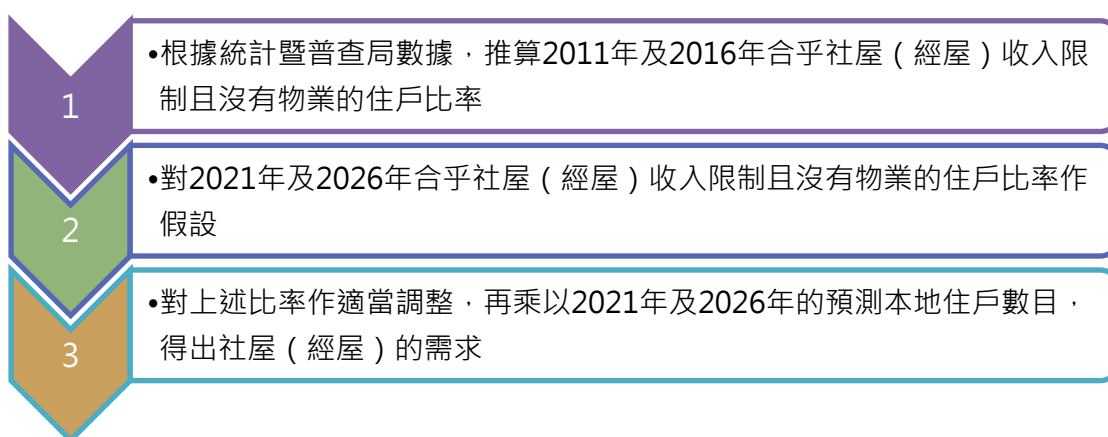 1
•根據統計暨普查局數據，推算2011年及2016年合乎社屋（經屋）收入限
制且沒有物業的住戶比率
2
•對2021年及2026年合乎社屋（經屋）收入限制且沒有物業的住戶比率作
假設
3
•對上述比率作適當調整，再乘以2021年及2026年的預測本地住戶數目，
得出社屋（經屋）的需求